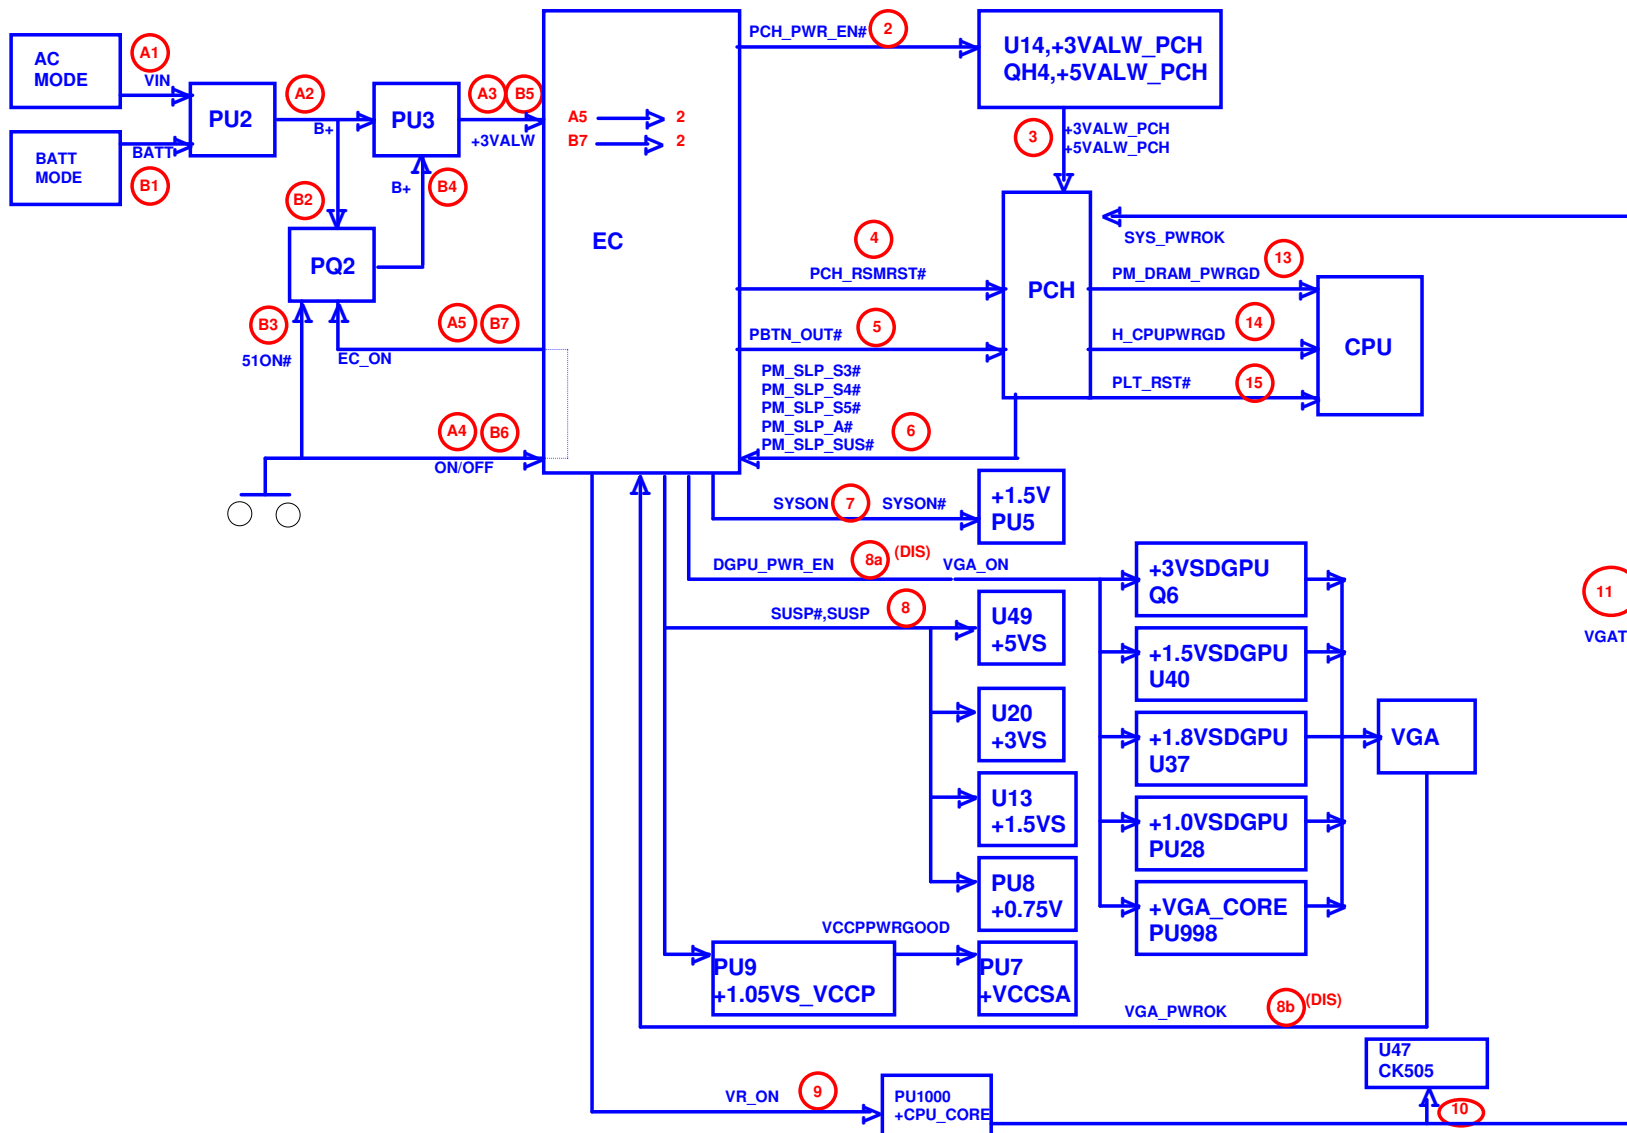 AC
MODE
A1
VIN
BATT
MODE
BATT
B1
PU2
A2
B+
PU3
A3
B5
+3VALW
B+
B4
B2
PQ2
B3
51ON#
A5
B7
EC_ON
A4
B6
ON/OFF
A5
2
B7
2
EC
PCH_PWR_EN#
2
U14,+3VALW_PCH
QH4,+5VALW_PCH
3
+3VALW_PCH
+5VALW_PCH
4
PCH_RSMRST#
PBTN_OUT#
5
PM_SLP_S3#
PM_SLP_S4#
PM_SLP_S5#
PM_SLP_A#
PM_SLP_SUS#
6
PCH
SYS_PWROK
PM_DRAM_PWRGD
13
H_CPUPWRGD
14
PLT_RST#
15
CPU
SYSON
7
SYSON#
+1.5V
PU5
DGPU_PWR_EN
8a
(DIS)
VGA_ON
SUSP#,SUSP
8
U49
+5VS
U20
+3VS
U13
+1.5VS
PU8
+0.75V
+3VSDGPU
Q6
+1.5VSDGPU
U40
+1.8VSDGPU
U37
+1.0VSDGPU
PU28
+VGA_CORE
PU998
VGA
11
VGAT
VCCPPWRGOOD
PU9
+1.05VS_VCCP
PU7
+VCCSA
VGA_PWROK
8b
(DIS)
U47
CK505
VR_ON
9
PU1000
+CPU_CORE
10